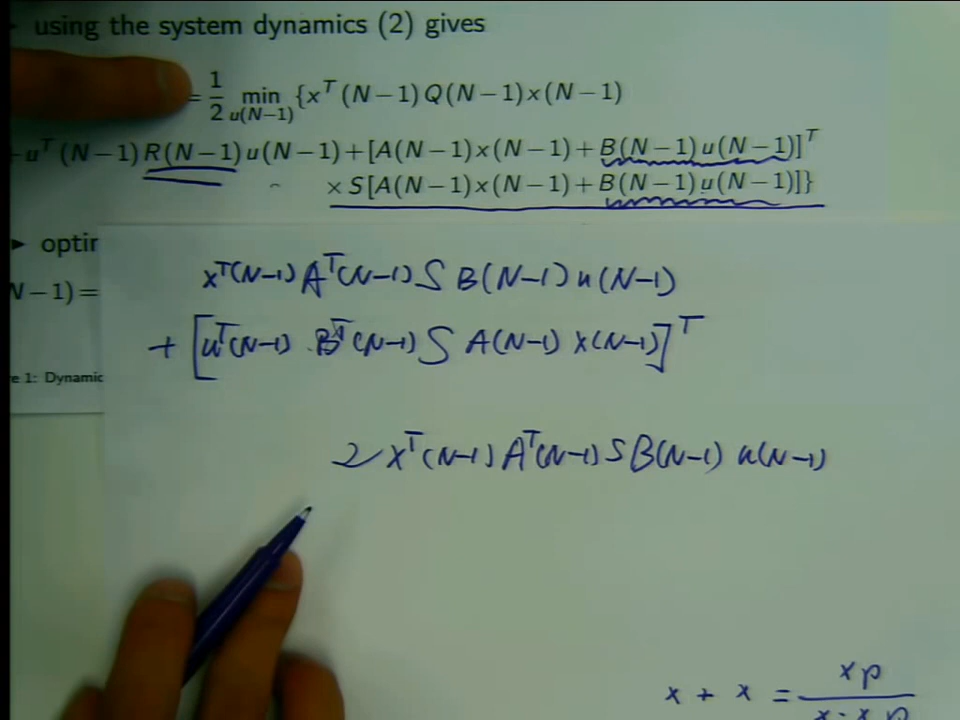 using the system dynamics (2) gives
= 1/2 min u(N−1) {x^T(N−1)Q(N−1)x(N−1)
u^T(N−1)R(N−1)u(N−1)+[A(N−1)x(N−1)+B(N−1)u(N−1)]^T
×S[A(N−1)x(N−1)+B(N−1)u(N−1)]}
► optir
N−1)=
x^T(N-1) A^T(N-1) S B(N-1) u(N-1)
+ [u^T(N-1) B^T(N-1) S A(N-1) x(N-1)]^T
e 1: Dynamic
2 x^T(N-1) A^T(N-1) S B(N-1) u(N-1)
x + x = xp